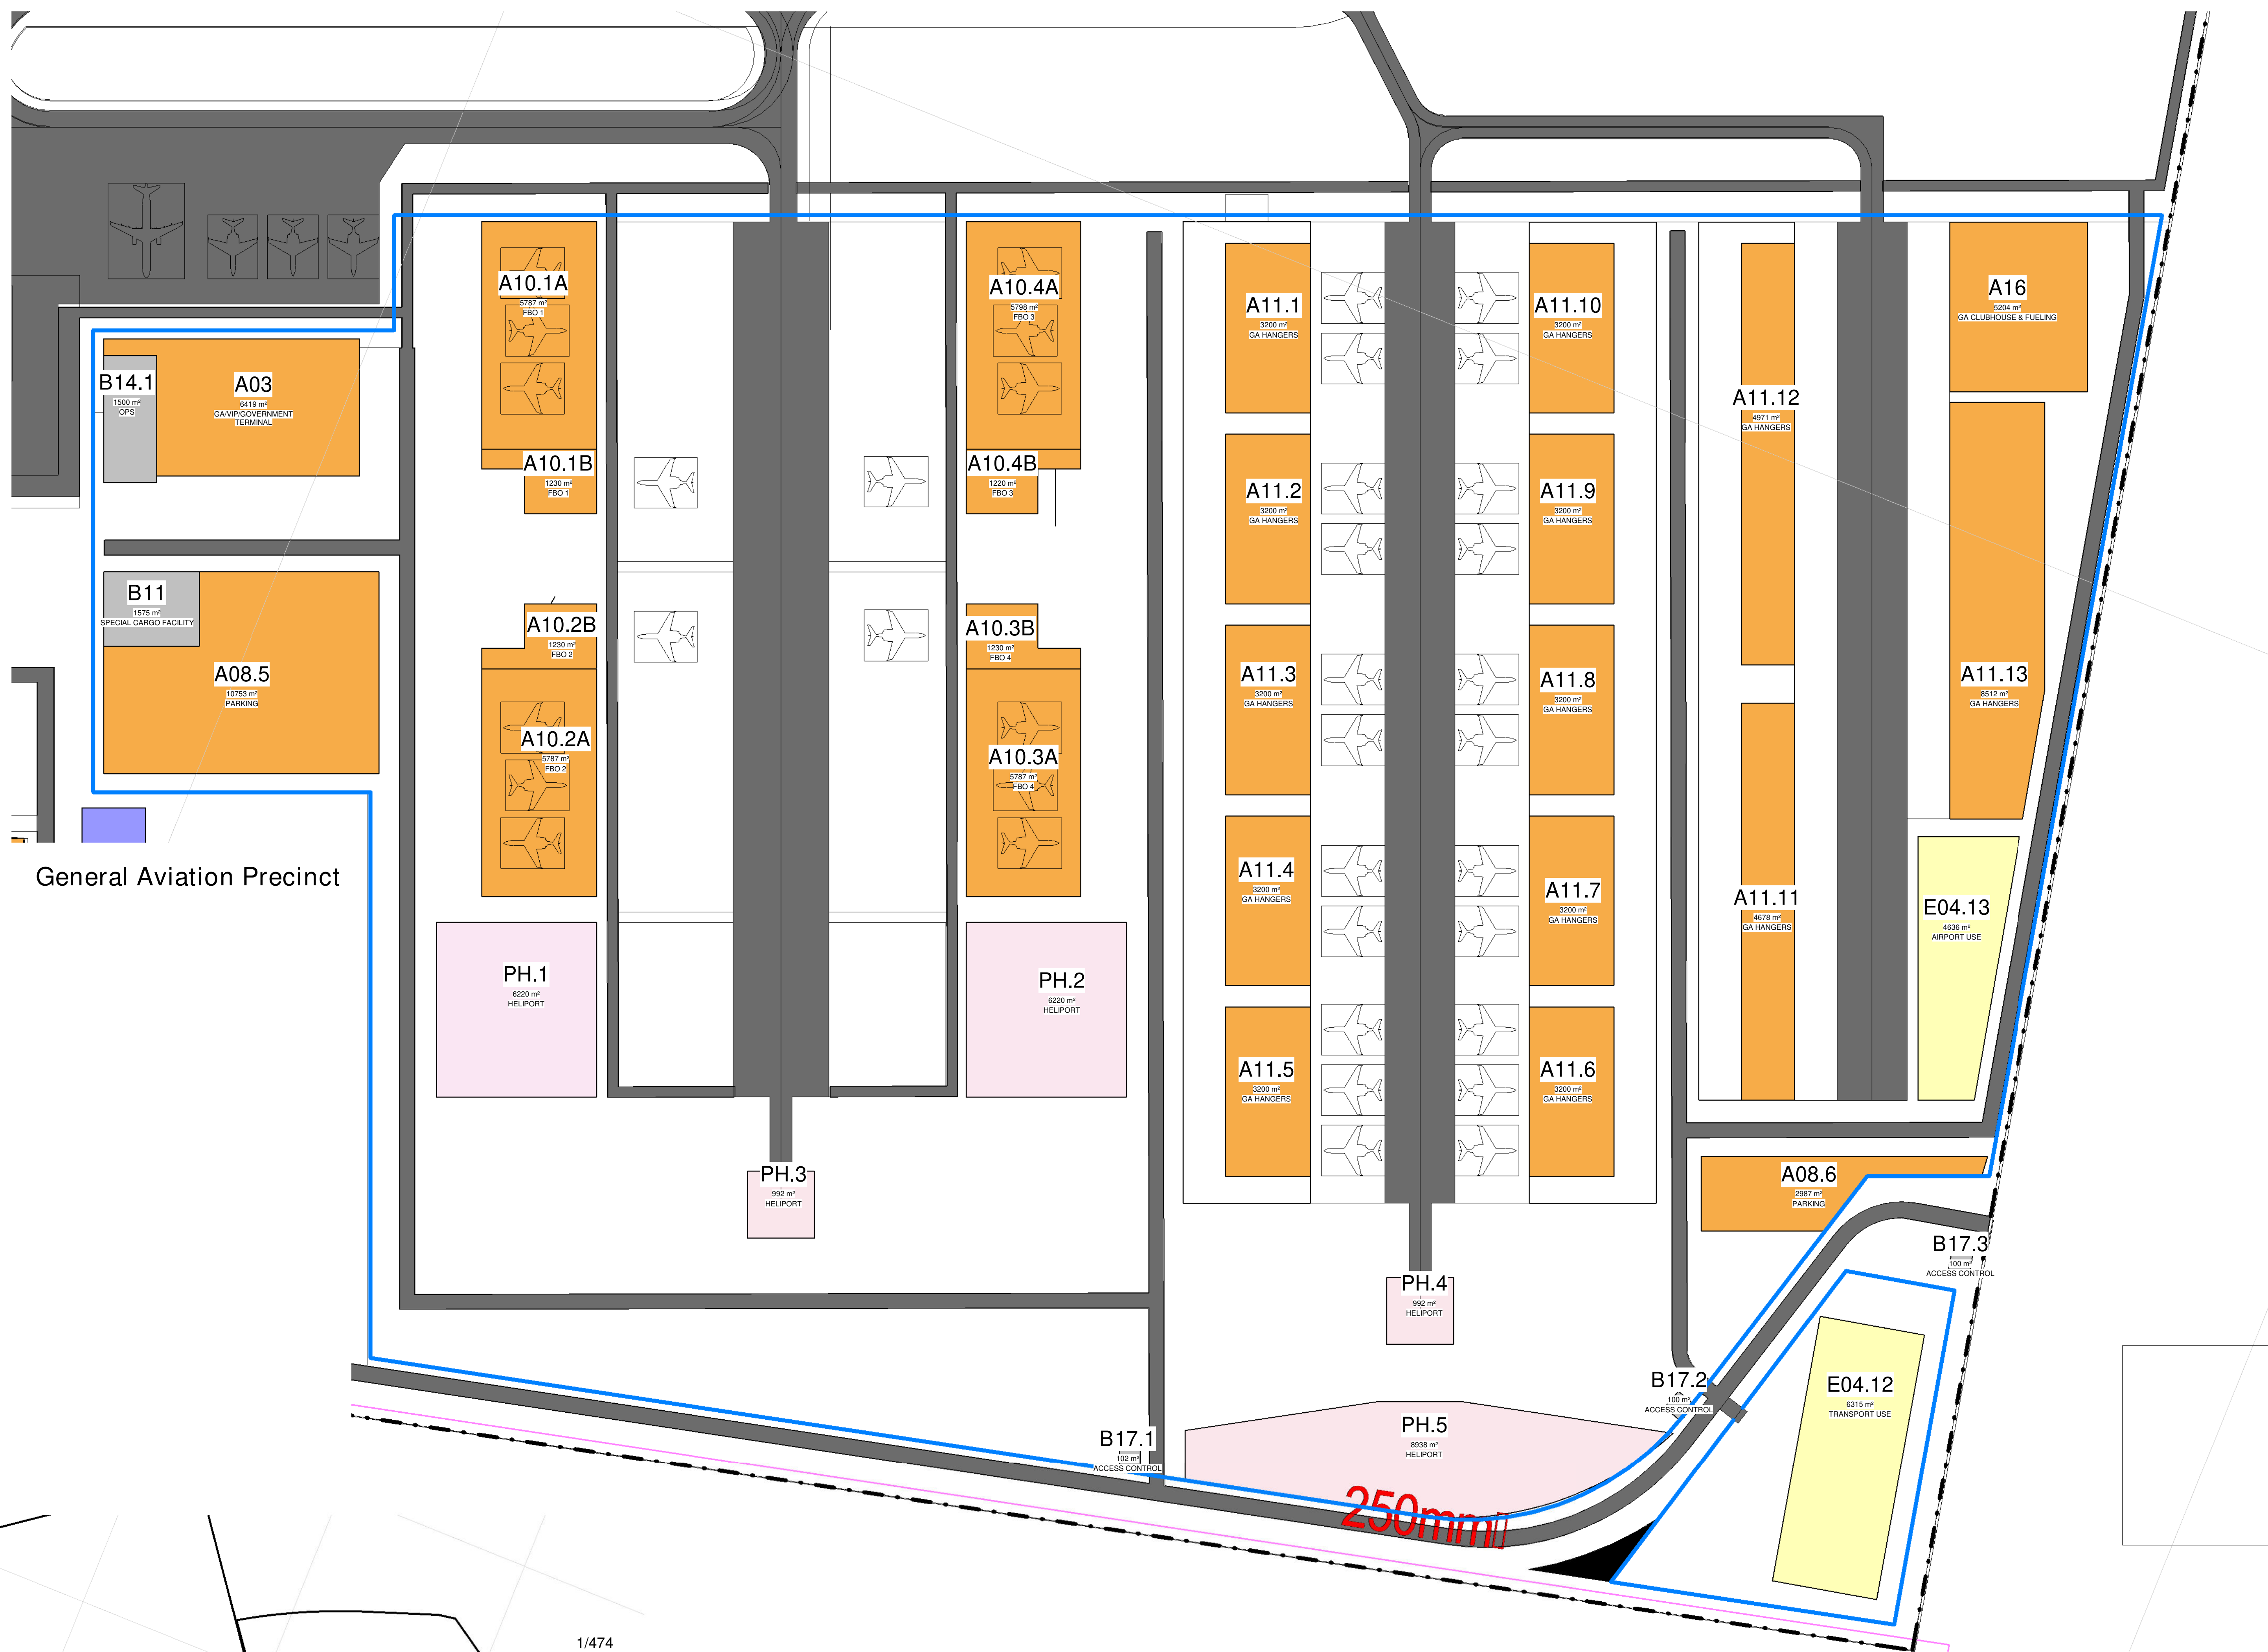 A10.1A
5787 m²
FBO 1
A10.4A
5798 m²
FBO 3
A11.1
3200 m²
GA HANGERS
A11.10
3200 m²
GA HANGERS
A16
5204 m²
GA CLUBHOUSE & FUELING
B14.1
1500 m²
OPS
A03
6419 m²
GA/VIP/GOVERNMENT
TERMINAL
A11.12
4971 m²
GA HANGERS
A10.1B
1230 m²
FBO 1
A10.4B
1220 m²
FBO 3
A11.2
3200 m²
GA HANGERS
A11.9
3200 m²
GA HANGERS
B11
1575 m²
SPECIAL CARGO FACILITY
A10.2B
1230 m²
FBO 2
A10.3B
1230 m²
FBO 4
A08.5
10753 m²
PARKING
A11.3
3200 m²
GA HANGERS
A11.8
3200 m²
GA HANGERS
A11.13
8512 m²
GA HANGERS
A10.2A
5787 m²
FBO 2
A10.3A
5787 m²
FBO 4
General Aviation Precinct
A11.4
3200 m²
GA HANGERS
A11.7
3200 m²
GA HANGERS
A11.11
4678 m²
GA HANGERS
E04.13
4636 m²
AIRPORT USE
PH.1
6220 m²
HELIPORT
PH.2
6220 m²
HELIPORT
A11.5
3200 m²
GA HANGERS
A11.6
3200 m²
GA HANGERS
PH.3
992 m²
HELIPORT
A08.6
2987 m²
PARKING
B17.3
100 m²
ACCESS CONTROL
PH.4
992 m²
HELIPORT
B17.2
100 m²
ACCESS CONTROL
E04.12
6315 m²
TRANSPORT USE
B17.1
102 m²
ACCESS CONTROL
PH.5
8938 m²
HELIPORT
250mm
1/474